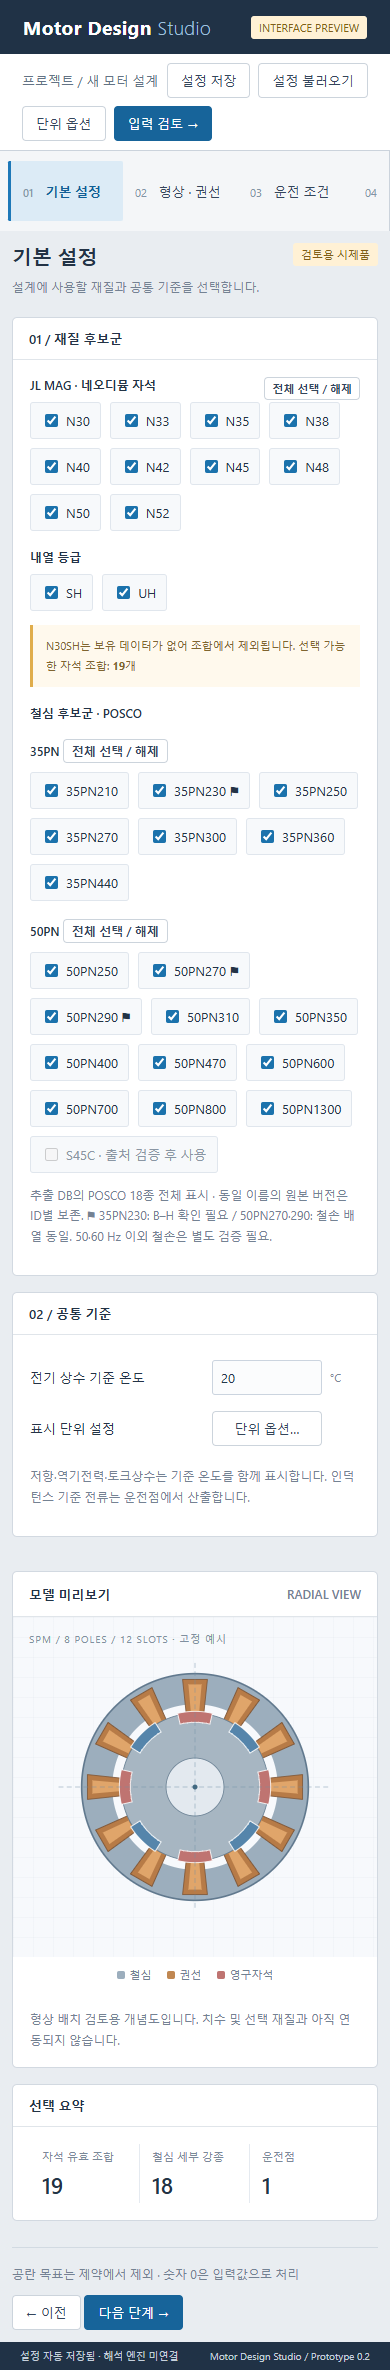 Motor Design Studio
INTERFACE PREVIEW
프로젝트 / 새 모터 설계
설정 저장
설정 불러오기
단위 옵션
입력 검토 →
01 기본 설정
02 형상 · 권선
03 운전 조건
04
기본 설정
검토용 시제품
설계에 사용할 재질과 공통 기준을 선택합니다.
01 / 재질 후보군
JL MAG · 네오디뮴 자석
전체 선택 / 해제
N30 N33 N35 N38
N40 N42 N45 N48
N50 N52
내열 등급
SH UH
N30SH는 보유 데이터가 없어 조합에서 제외됩니다. 선택 가능
한 자석 조합: 19개
철심 후보군 · POSCO
35PN 전체 선택 / 해제
35PN210 35PN230 ⚑ 35PN250
35PN270 35PN300 35PN360
35PN440
50PN 전체 선택 / 해제
50PN250 50PN270 ⚑
50PN290 ⚑ 50PN310 50PN350
50PN400 50PN470 50PN600
50PN700 50PN800 50PN1300
S45C · 출처 검증 후 사용
추출 DB의 POSCO 18종 전체 표시 · 동일 이름의 원본 버전은
ID별 보존. ⚑ 35PN230: B–H 확인 필요 / 50PN270·290: 철손 배
열 동일. 50·60 Hz 이외 철손은 별도 검증 필요.
02 / 공통 기준
전기 상수 기준 온도
20
°C
표시 단위 설정
단위 옵션...
저항·역기전력·토크상수는 기준 온도를 함께 표시합니다. 인덕
턴스 기준 전류는 운전점에서 산출합니다.
모델 미리보기
RADIAL VIEW
SPM / 8 POLES / 12 SLOTS · 고정 예시
철심 권선 영구자석
형상 배치 검토용 개념도입니다. 치수 및 선택 재질과 아직 연
동되지 않습니다.
선택 요약
자석 유효 조합
19
철심 세부 강종
18
운전점
1
공란 목표는 제약에서 제외 · 숫자 0은 입력값으로 처리
← 이전
다음 단계 →
설정 자동 저장됨 · 해석 엔진 미연결
Motor Design Studio / Prototype 0.2